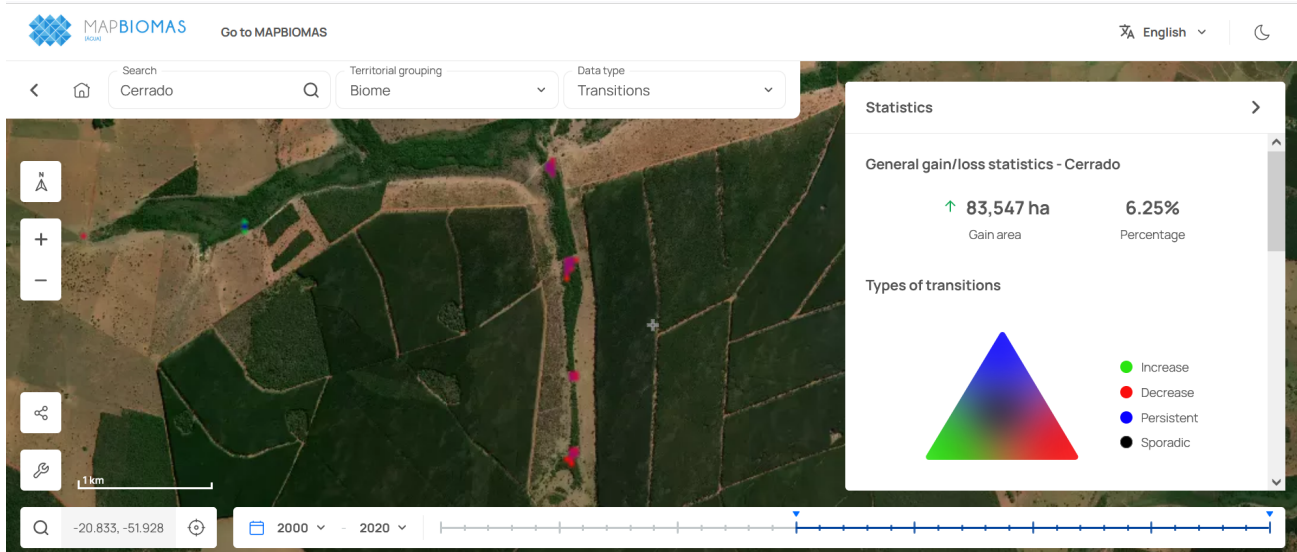 MAPBIOMAS
[ÁGUA]
Go to MAPBIOMAS
English
Search
Cerrado
Territorial grouping
Biome
Data type
Transitions
Statistics
General gain/loss statistics - Cerrado
83,547 ha
6.25%
Gain area
Percentage
Types of transitions
Increase
Decrease
Persistent
Sporadic
N
1 km
-20.833, -51.928
2000 - 2020